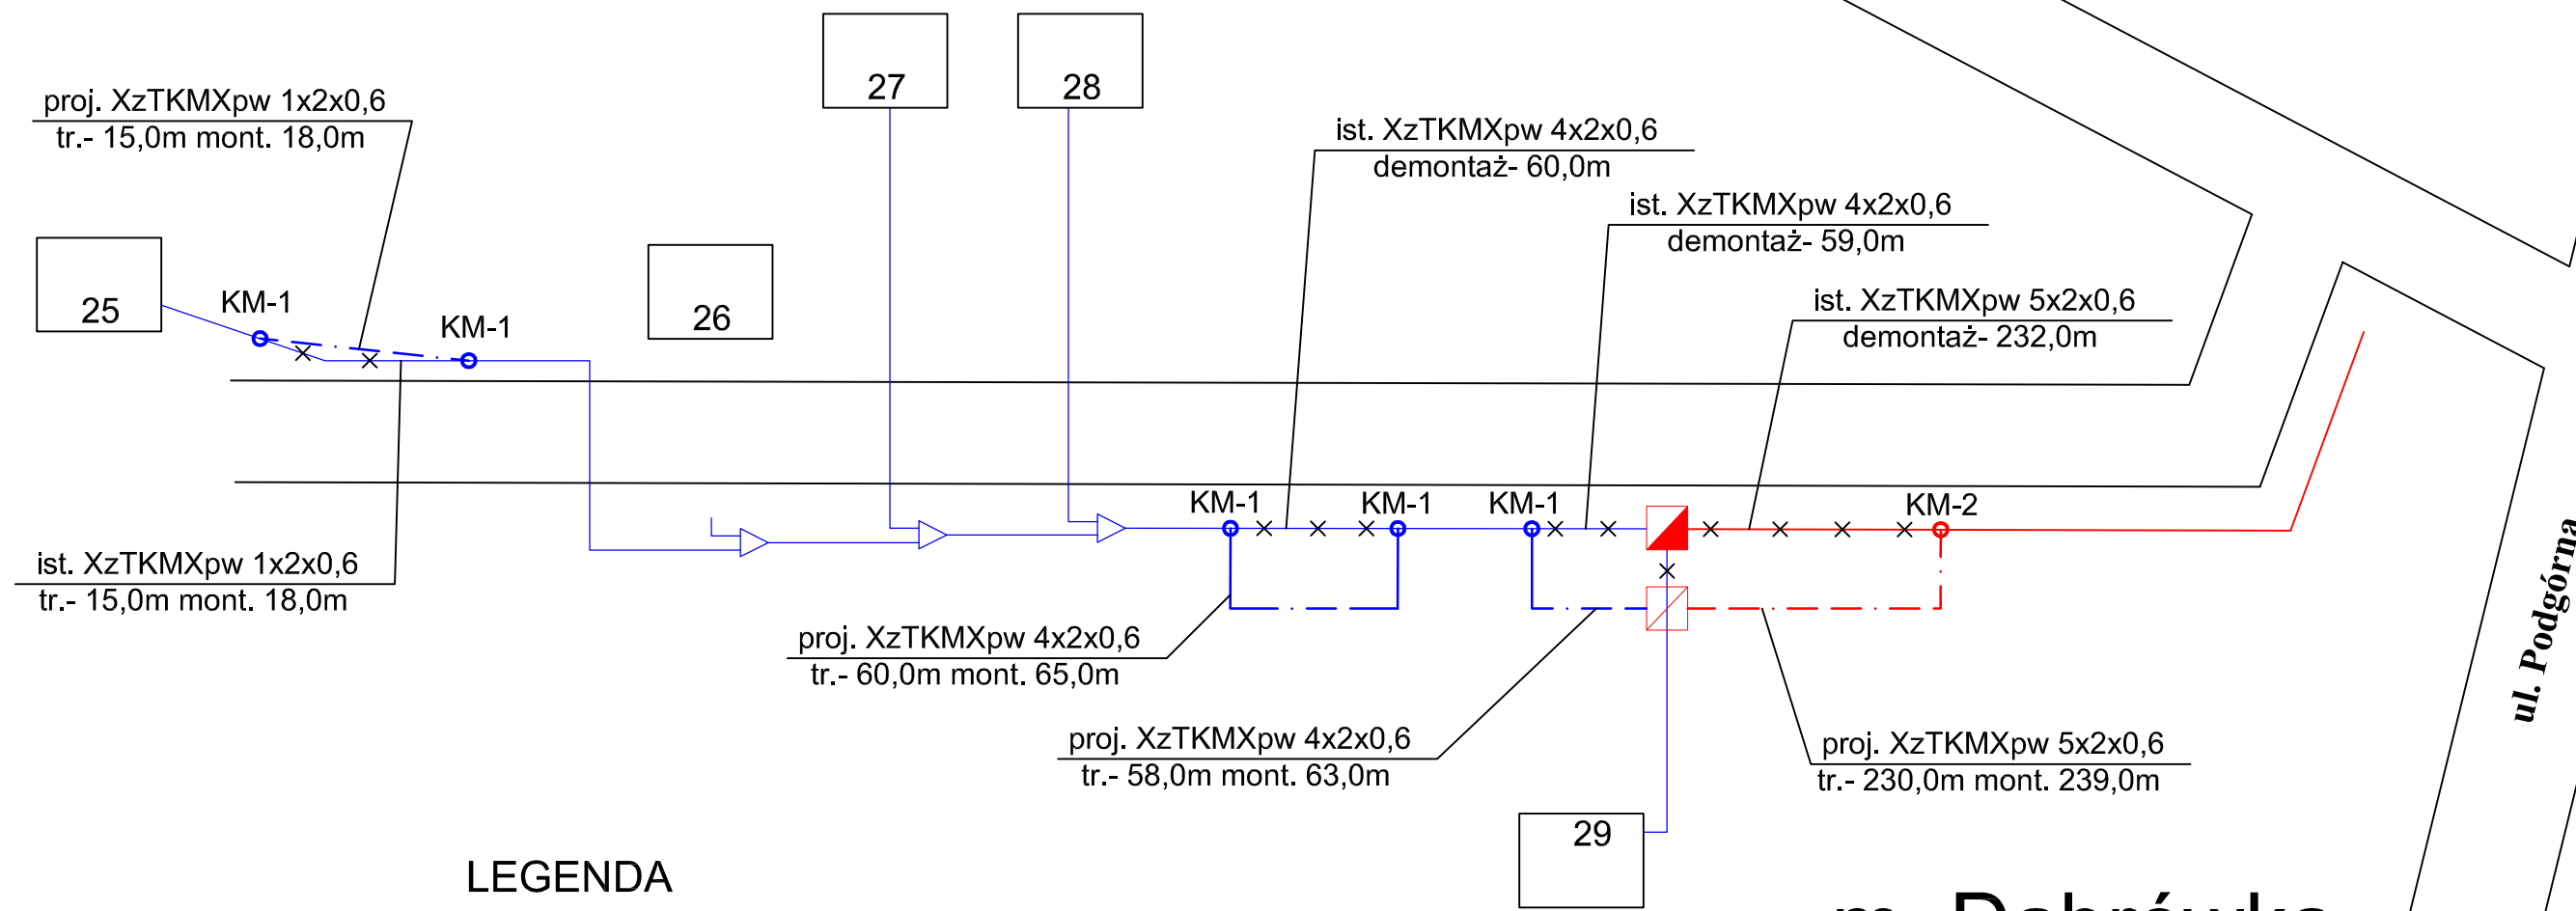 27
28
proj. XzTKMXpw 1x2x0,6
tr.- 15,0m mont. 18,0m
ist. XzTKMXpw 4x2x0,6
demontaż- 60,0m
ist. XzTKMXpw 4x2x0,6
demontaż- 59,0m
25
KM-1
KM-1
26
ist. XzTKMXpw 5x2x0,6
demontaż- 232,0m
KM-1
KM-1
KM-1
KM-2
ist. XzTKMXpw 1x2x0,6
tr.- 15,0m mont. 18,0m
ul. Podgórna
proj. XzTKMXpw 4x2x0,6
tr.- 60,0m mont. 65,0m
proj. XzTKMXpw 4x2x0,6
tr.- 58,0m mont. 63,0m
proj. XzTKMXpw 5x2x0,6
tr.- 230,0m mont. 239,0m
29
LEGENDA